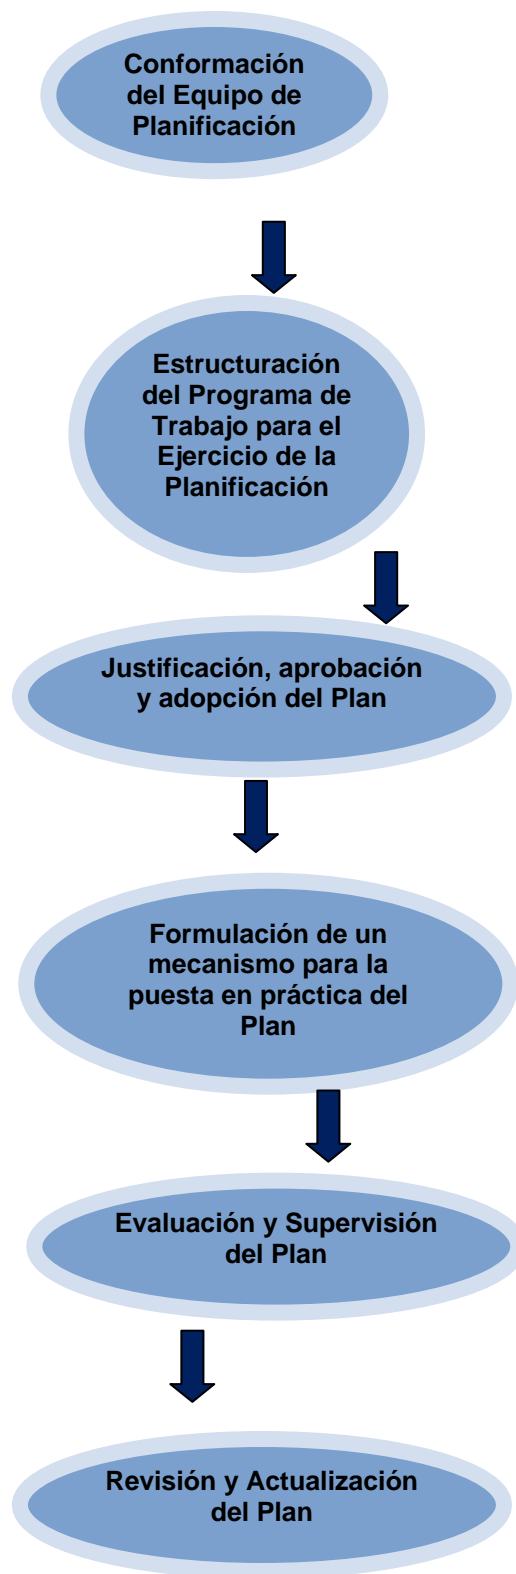 Conformación
del Equipo de
Planificación
Estructuración
del Programa de
Trabajo para el
Ejercicio de la
Planificación
Justificación, aprobación
y adopción del Plan
Formulación de un
mecanismo para la
puesta en práctica del
Plan
Evaluación y Supervisión
del Plan
Revisión y Actualización
del Plan